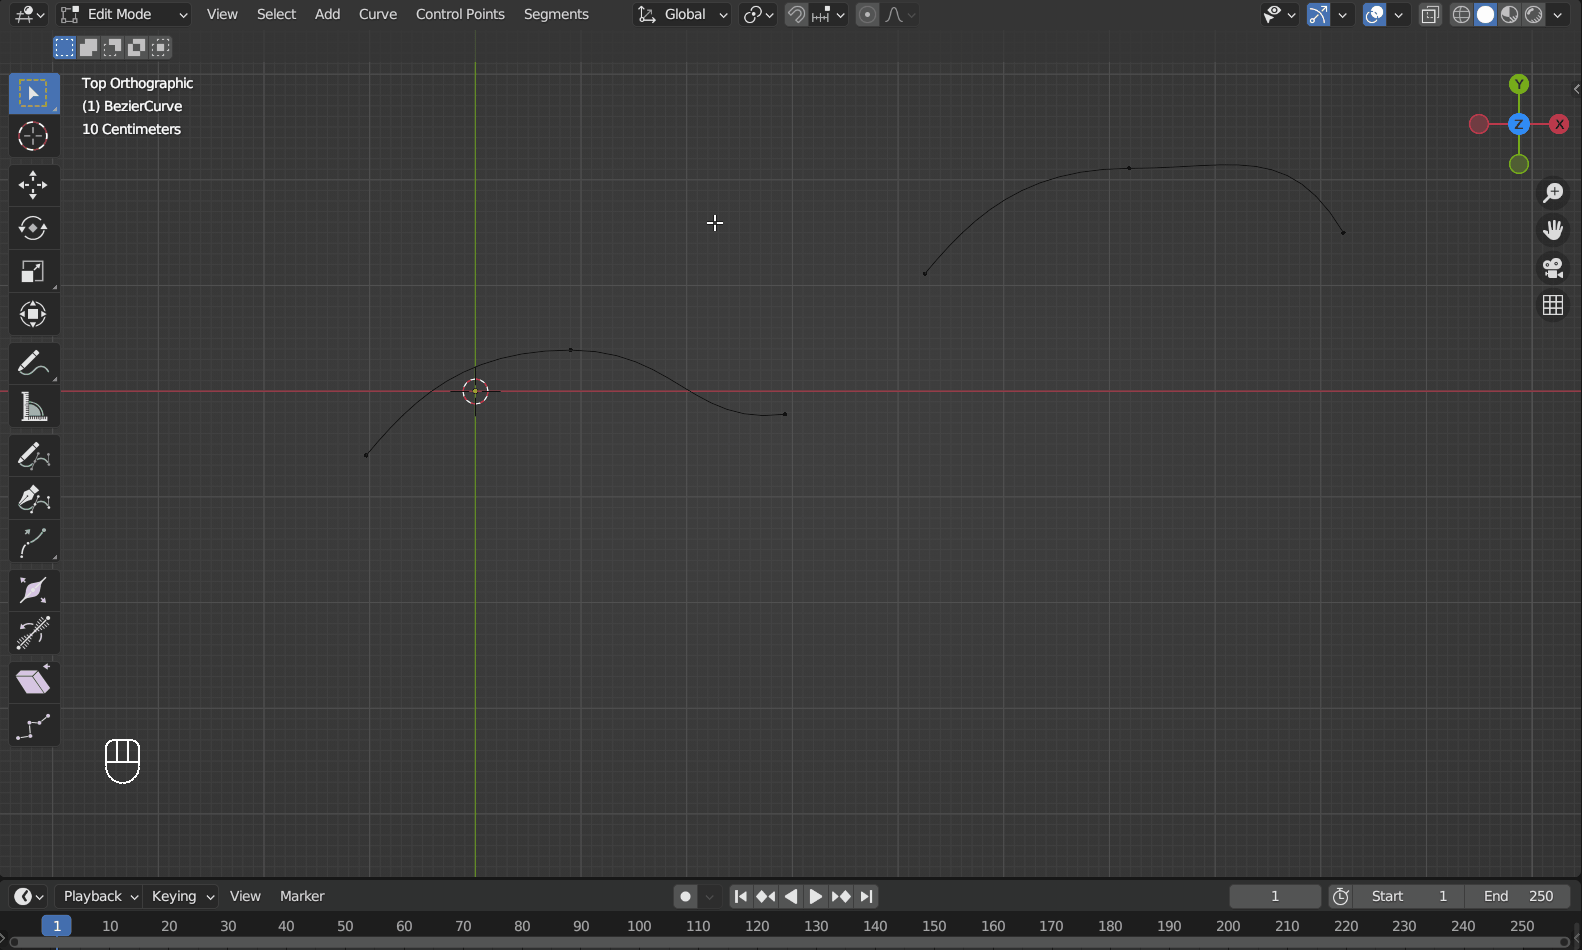 Edit Mode View Select Add Curve Control Points Segments Global
Top Orthographic
(1) BezierCurve
10 Centimeters
Y
Z
X
Playback Keying View Marker 1 Start 1 End 250
1 10 20 30 40 50 60 70 80 90 100 110 120 130 140 150 160 170 180 190 200 210 220 230 240 250